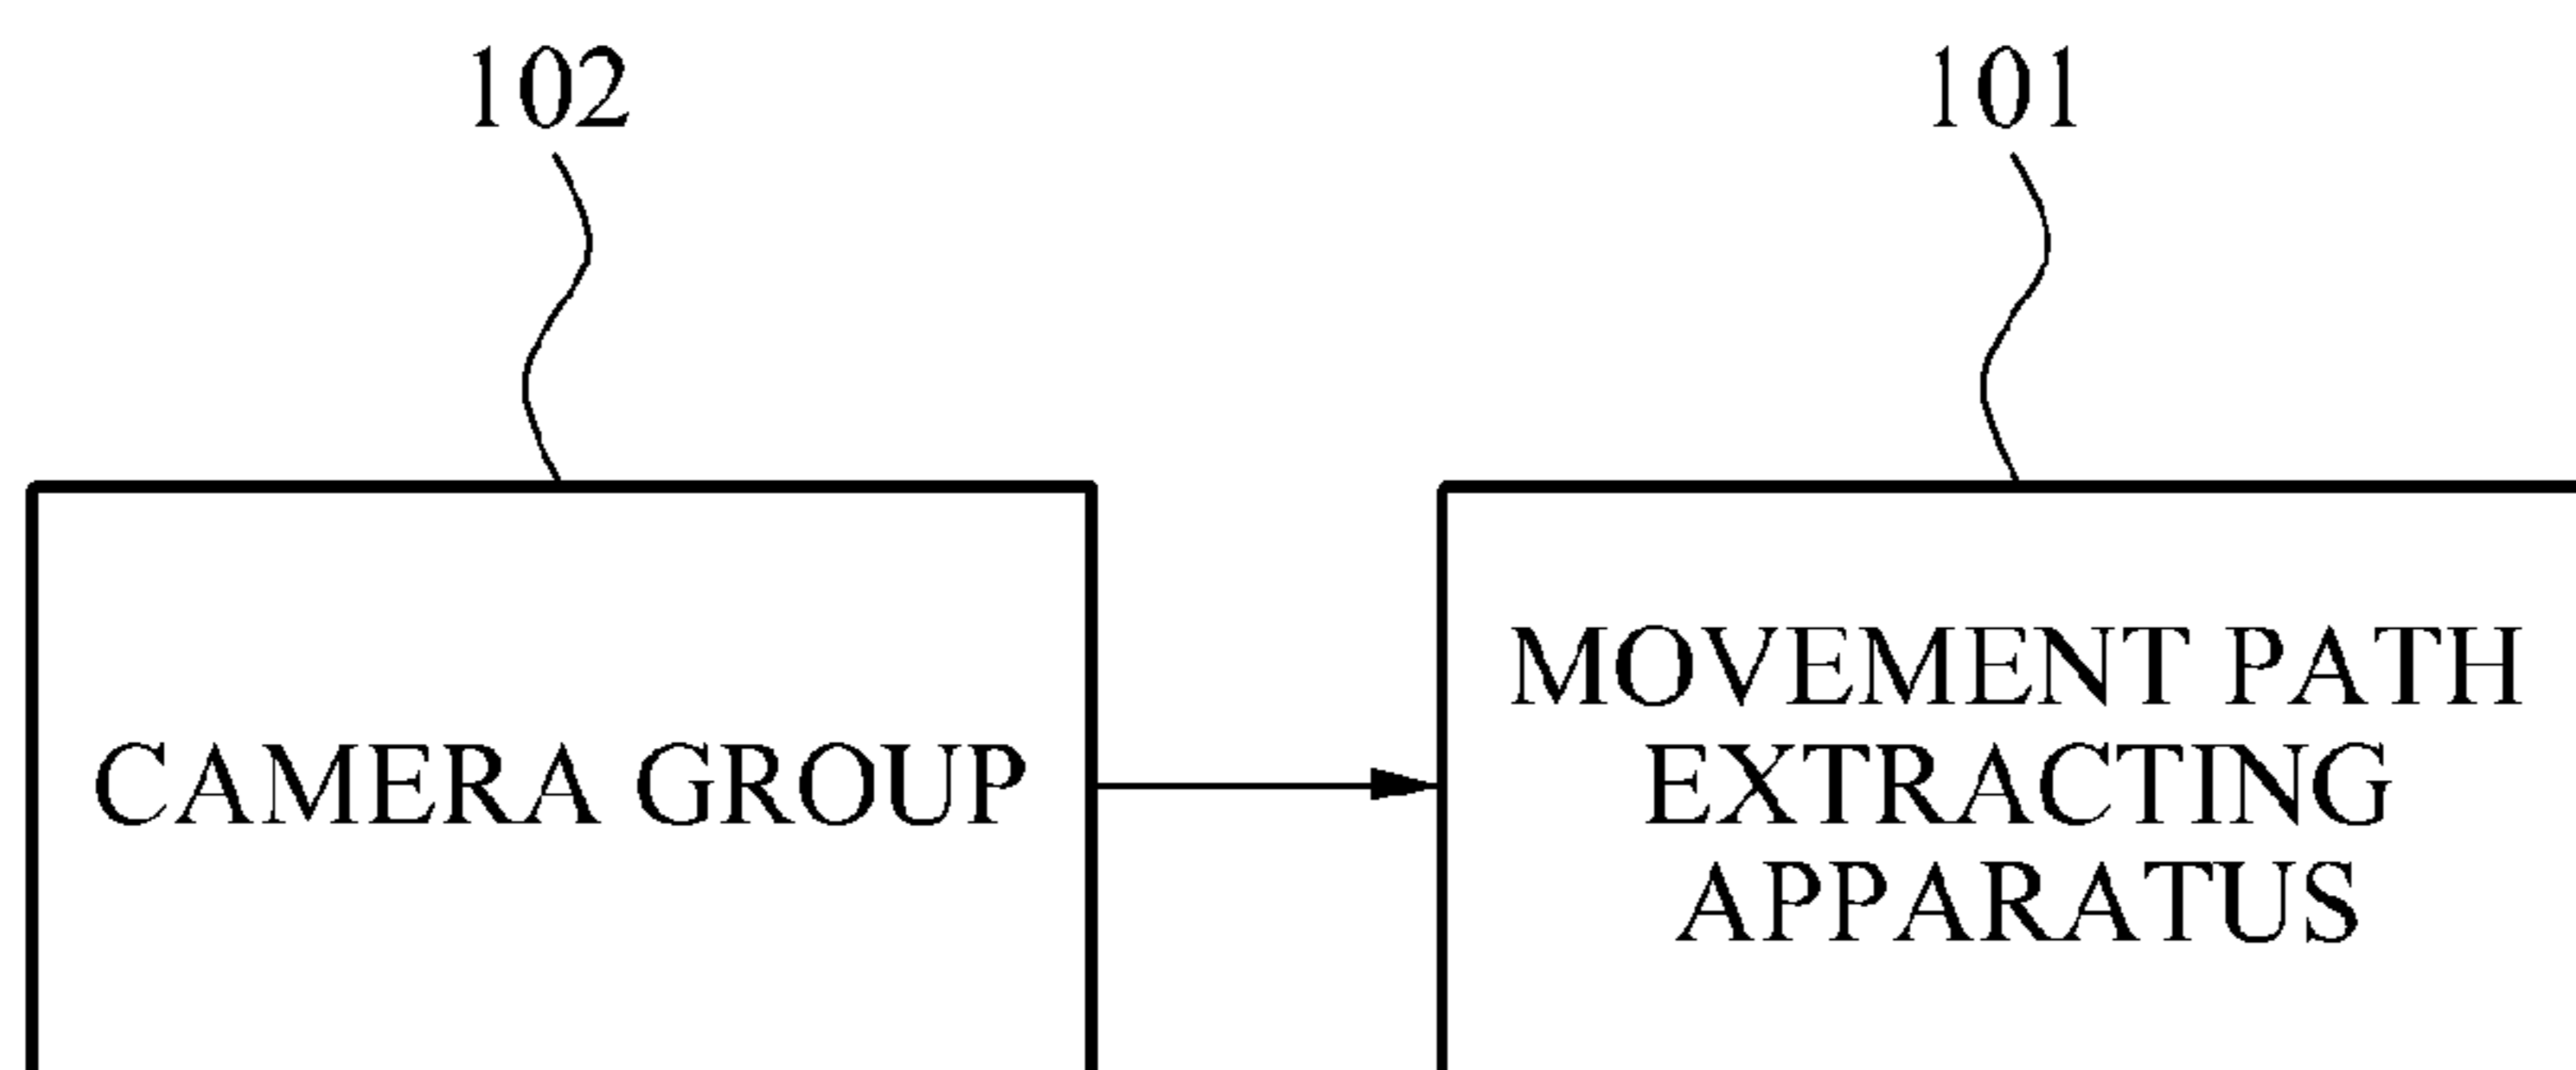 102
101
CAMERA GROUP
MOVEMENT PATH
EXTRACTING
APPARATUS